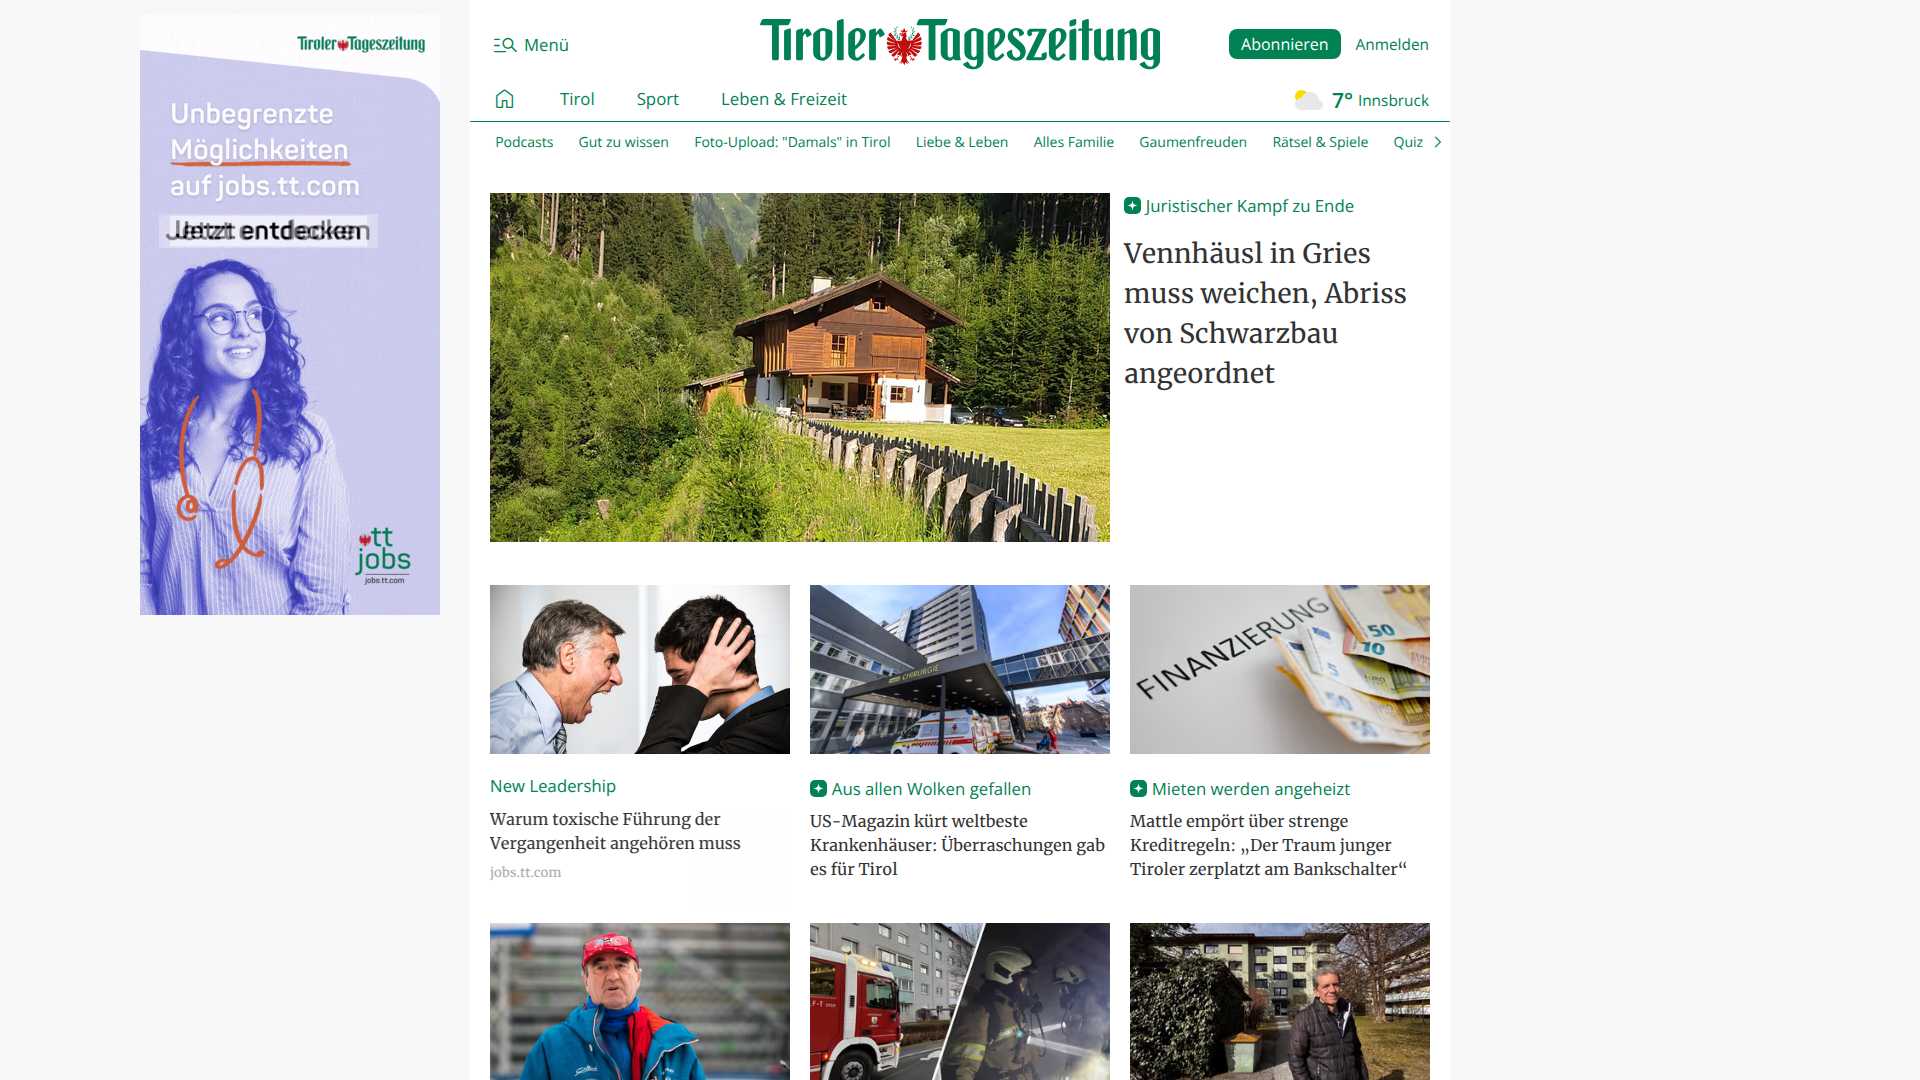 Tiroler Tageszeitung
Unbegrenzte
Möglichkeiten
auf jobs.tt.com
Jetzt entdecken
tt
jobs
jobs.tt.com
Menü
Tiroler Tageszeitung
Abonnieren
Anmelden
Tirol
Sport
Leben & Freizeit
7° Innsbruck
Podcasts
Gut zu wissen
Foto-Upload: "Damals" in Tirol
Liebe & Leben
Alles Familie
Gaumenfreuden
Rätsel & Spiele
Quiz
Juristischer Kampf zu Ende
Vennhäusl in Gries
muss weichen, Abriss
von Schwarzbau
angeordnet
CHIRURGIE
FINANZIERUNG
50
50
10
5
New Leadership
Warum toxische Führung der
Vergangenheit angehören muss
jobs.tt.com
Aus allen Wolken gefallen
US-Magazin kürt weltbeste
Krankenhäuser: Überraschungen gab
es für Tirol
Mieten werden angeheizt
Mattle empört über strenge
Kreditregeln: „Der Traum junger
Tiroler zerplatzt am Bankschalter“